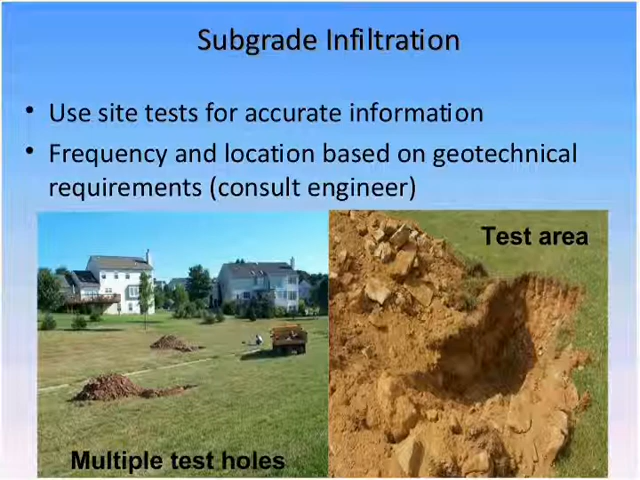 Subgrade Infiltration
• Use site tests for accurate information
• Frequency and location based on geotechnical
requirements (consult engineer)
Test area
Multiple test holes